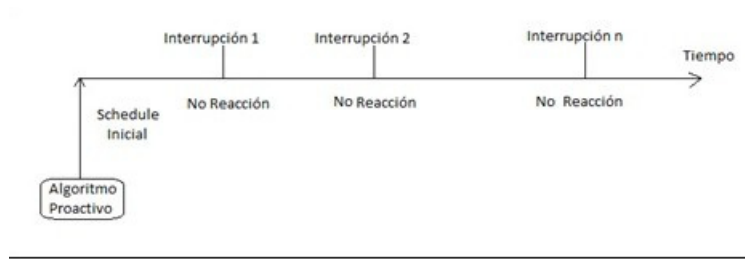 Interrupción 1
Interrupción 2
Interrupción n
Tiempo
No Reacción
No Reacción
No Reacción
Schedule
Inicial
Algoritmo
Proactivo